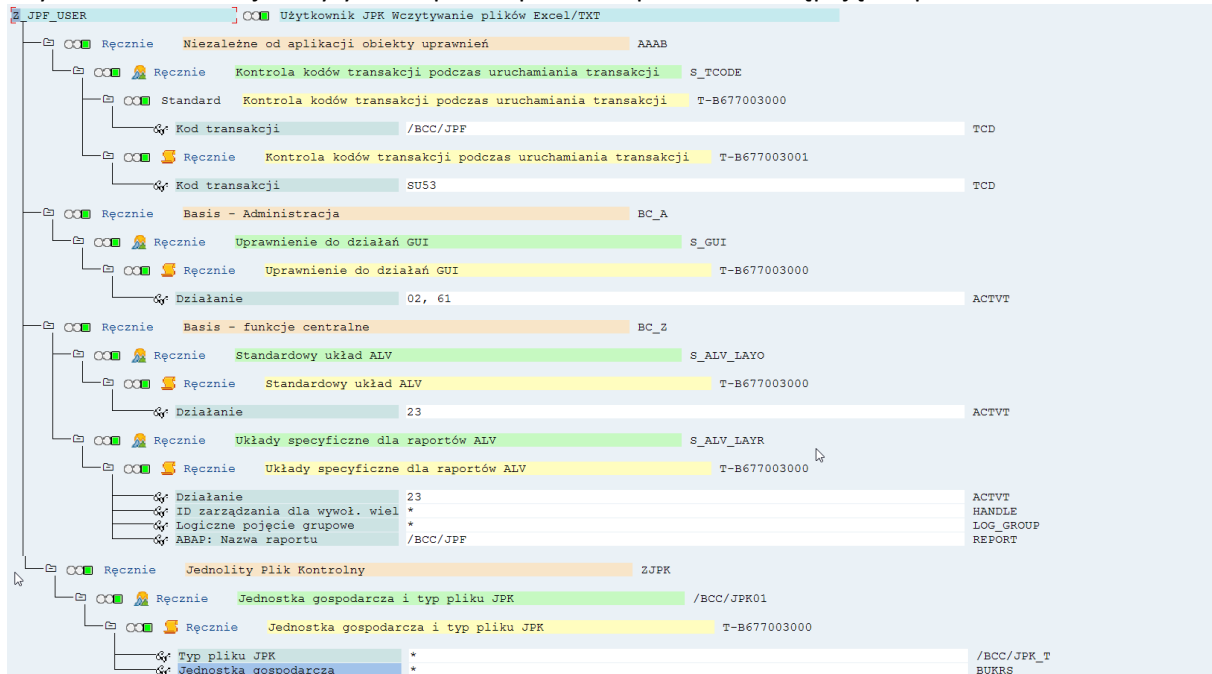 Z_JPF_USER Użytkownik JPK Wczytywanie plików Excel/TXT
Ręcznie Niezależne od aplikacji obiekty uprawnień AAAB
Ręcznie Kontrola kodów transakcji podczas uruchamiania transakcji S_TCODE
Standard Kontrola kodów transakcji podczas uruchamiania transakcji T-B677003000
Kod transakcji /BCC/JPF TCD
Ręcznie Kontrola kodów transakcji podczas uruchamiania transakcji T-B677003001
Kod transakcji SU53 TCD
Ręcznie Basis - Administracja BC_A
Ręcznie Uprawnienie do działań GUI S_GUI
Ręcznie Uprawnienie do działań GUI T-B677003000
Działanie 02, 61 ACTVT
Ręcznie Basis - funkcje centralne BC_Z
Ręcznie Standardowy układ ALV S_ALV_LAYO
Ręcznie Standardowy układ ALV T-B677003000
Działanie 23 ACTVT
Ręcznie Układy specyficzne dla raportów ALV S_ALV_LAYR
Ręcznie Układy specyficzne dla raportów ALV T-B677003000
Działanie 23 ACTVT
ID zarządzania dla wywoł. wiel * HANDLE
Logiczne pojęcie grupowe * LOG_GROUP
ABAP: Nazwa raportu /BCC/JPF REPORT
Ręcznie Jednolity Plik Kontrolny ZJPK
Ręcznie Jednostka gospodarcza i typ pliku JPK /BCC/JPK01
Ręcznie Jednostka gospodarcza i typ pliku JPK T-B677003000
Typ pliku JPK * /BCC/JPK_T
Jednostka gospodarcza * BUKRS